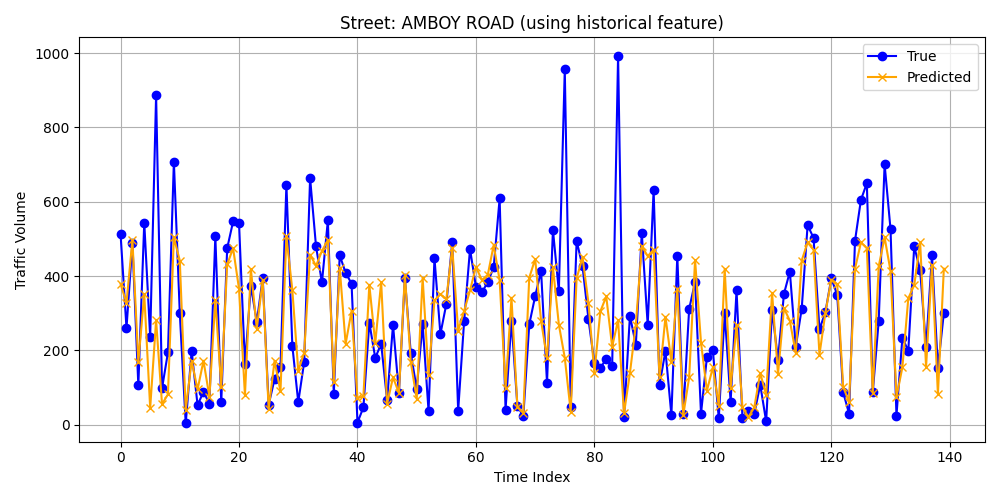 Street: AMBOY ROAD (using historical feature)
True
Predicted
1000
800
600
400
200
0
Traffic Volume
0 20 40 60 80 100 120 140
Time Index